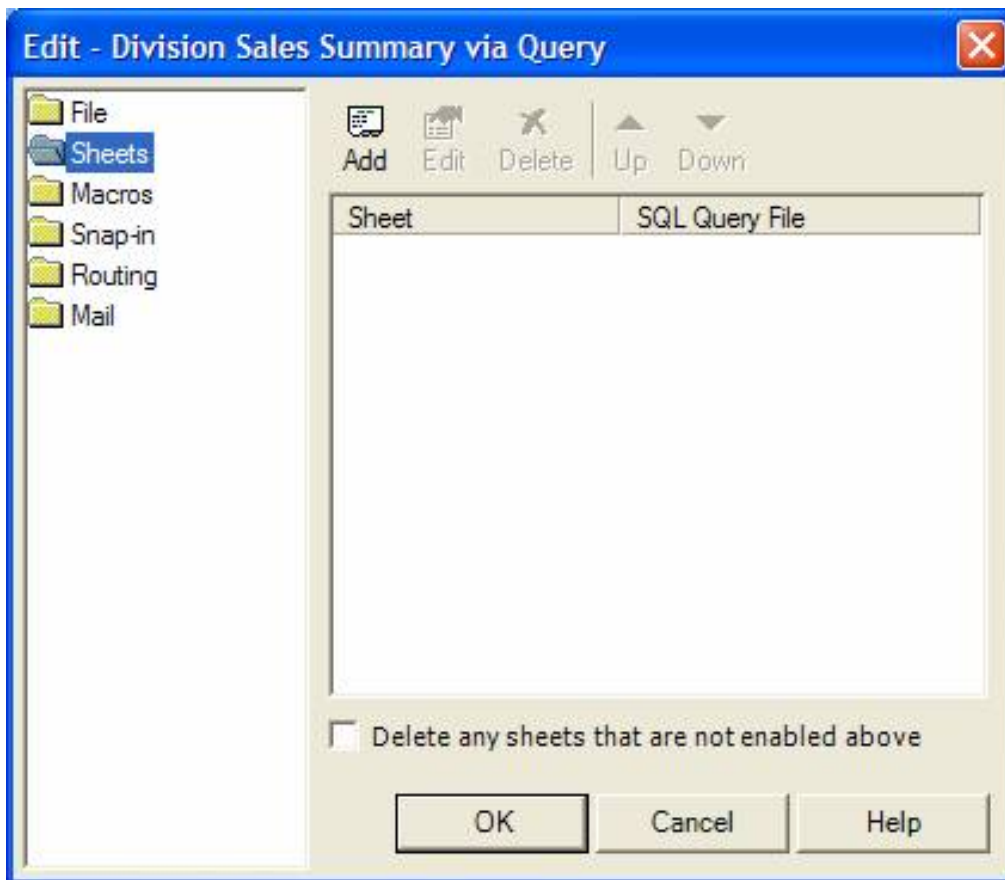 Edit - Division Sales Summary via Query
File
Sheets
Macros
Snap-in
Routing
Mail
Add Edit Delete Up Down
Sheet SQL Query File
Delete any sheets that are not enabled above
OK Cancel Help